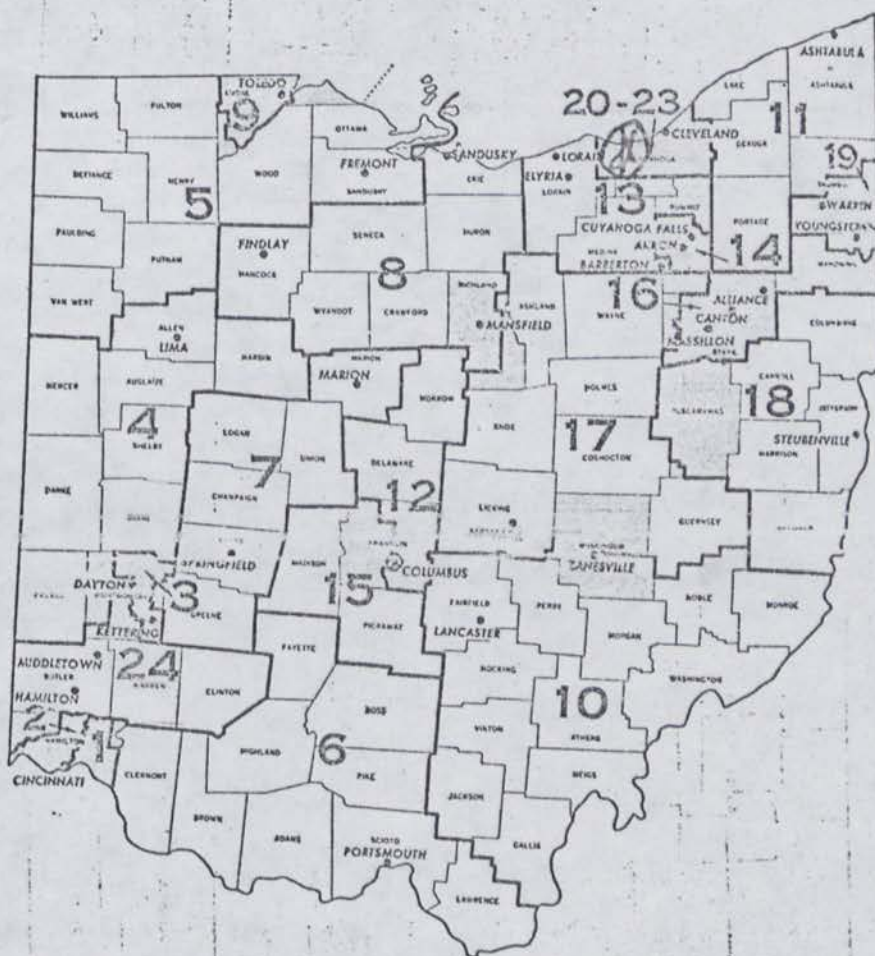 ASHTABULA
ASHTABULA
TOLEDO
WILLIAMS
FULTON
9
20-23
LAKE
11
CLEVELAND
GEAUGA
OTTAWA
DEFIANCE
HENRY
5
WOOD
FREMONT
SANDUSKY
SANDUSKY
ERIE
LORAIN
ELYRIA
LORAIN
13
19
WARREN
YOUNGSTOWN
PORTAGE
CUYAHOGA FALLS
AKRON
14
MEDINA
BARBERTON
MAHONING
PAULDING
PUTNAM
FINDLAY
HANCOCK
SENECA
8
HURON
RICHLAND
ASHLAND
WAYNE
16
ALLIANCE
CANTON
MASSILLON
STARK
COLUMBIANA
VAN WERT
ALLEN
LIMA
WYANDOT
CRAWFORD
MANSFIELD
MERCER
AUGLAIZE
HARDIN
MARION
MARION
MORROW
HOLMES
TUSCARAWAS
CARROLL
18
JEFFERSON
STEUBENVILLE
HARRISON
4
SHELBY
LOGAN
7
UNION
DELAWARE
12
KNOX
17
COSHOCTON
DARKE
CHAMPAIGN
LICKING
GUERNSEY
SPRINGFIELD
FRANKLIN
COLUMBUS
MADISON
15
ZANESVILLE
DAYTON
3
GREENE
KETTERING
FAIRFIELD
LANCASTER
PERRY
MORGAN
NOBLE
MONROE
PICKAWAY
FAYETTE
HOCKING
WASHINGTON
MIDDLETOWN
BUTLER
HAMILTON
24
WARREN
CLINTON
ROSS
VINTON
10
ATHENS
2
HAMILTON
1
CINCINNATI
CLERMONT
HIGHLAND
6
PIKE
JACKSON
MEIGS
BROWN
ADAMS
SCIOTO
PORTSMOUTH
GALLIA
LAWRENCE